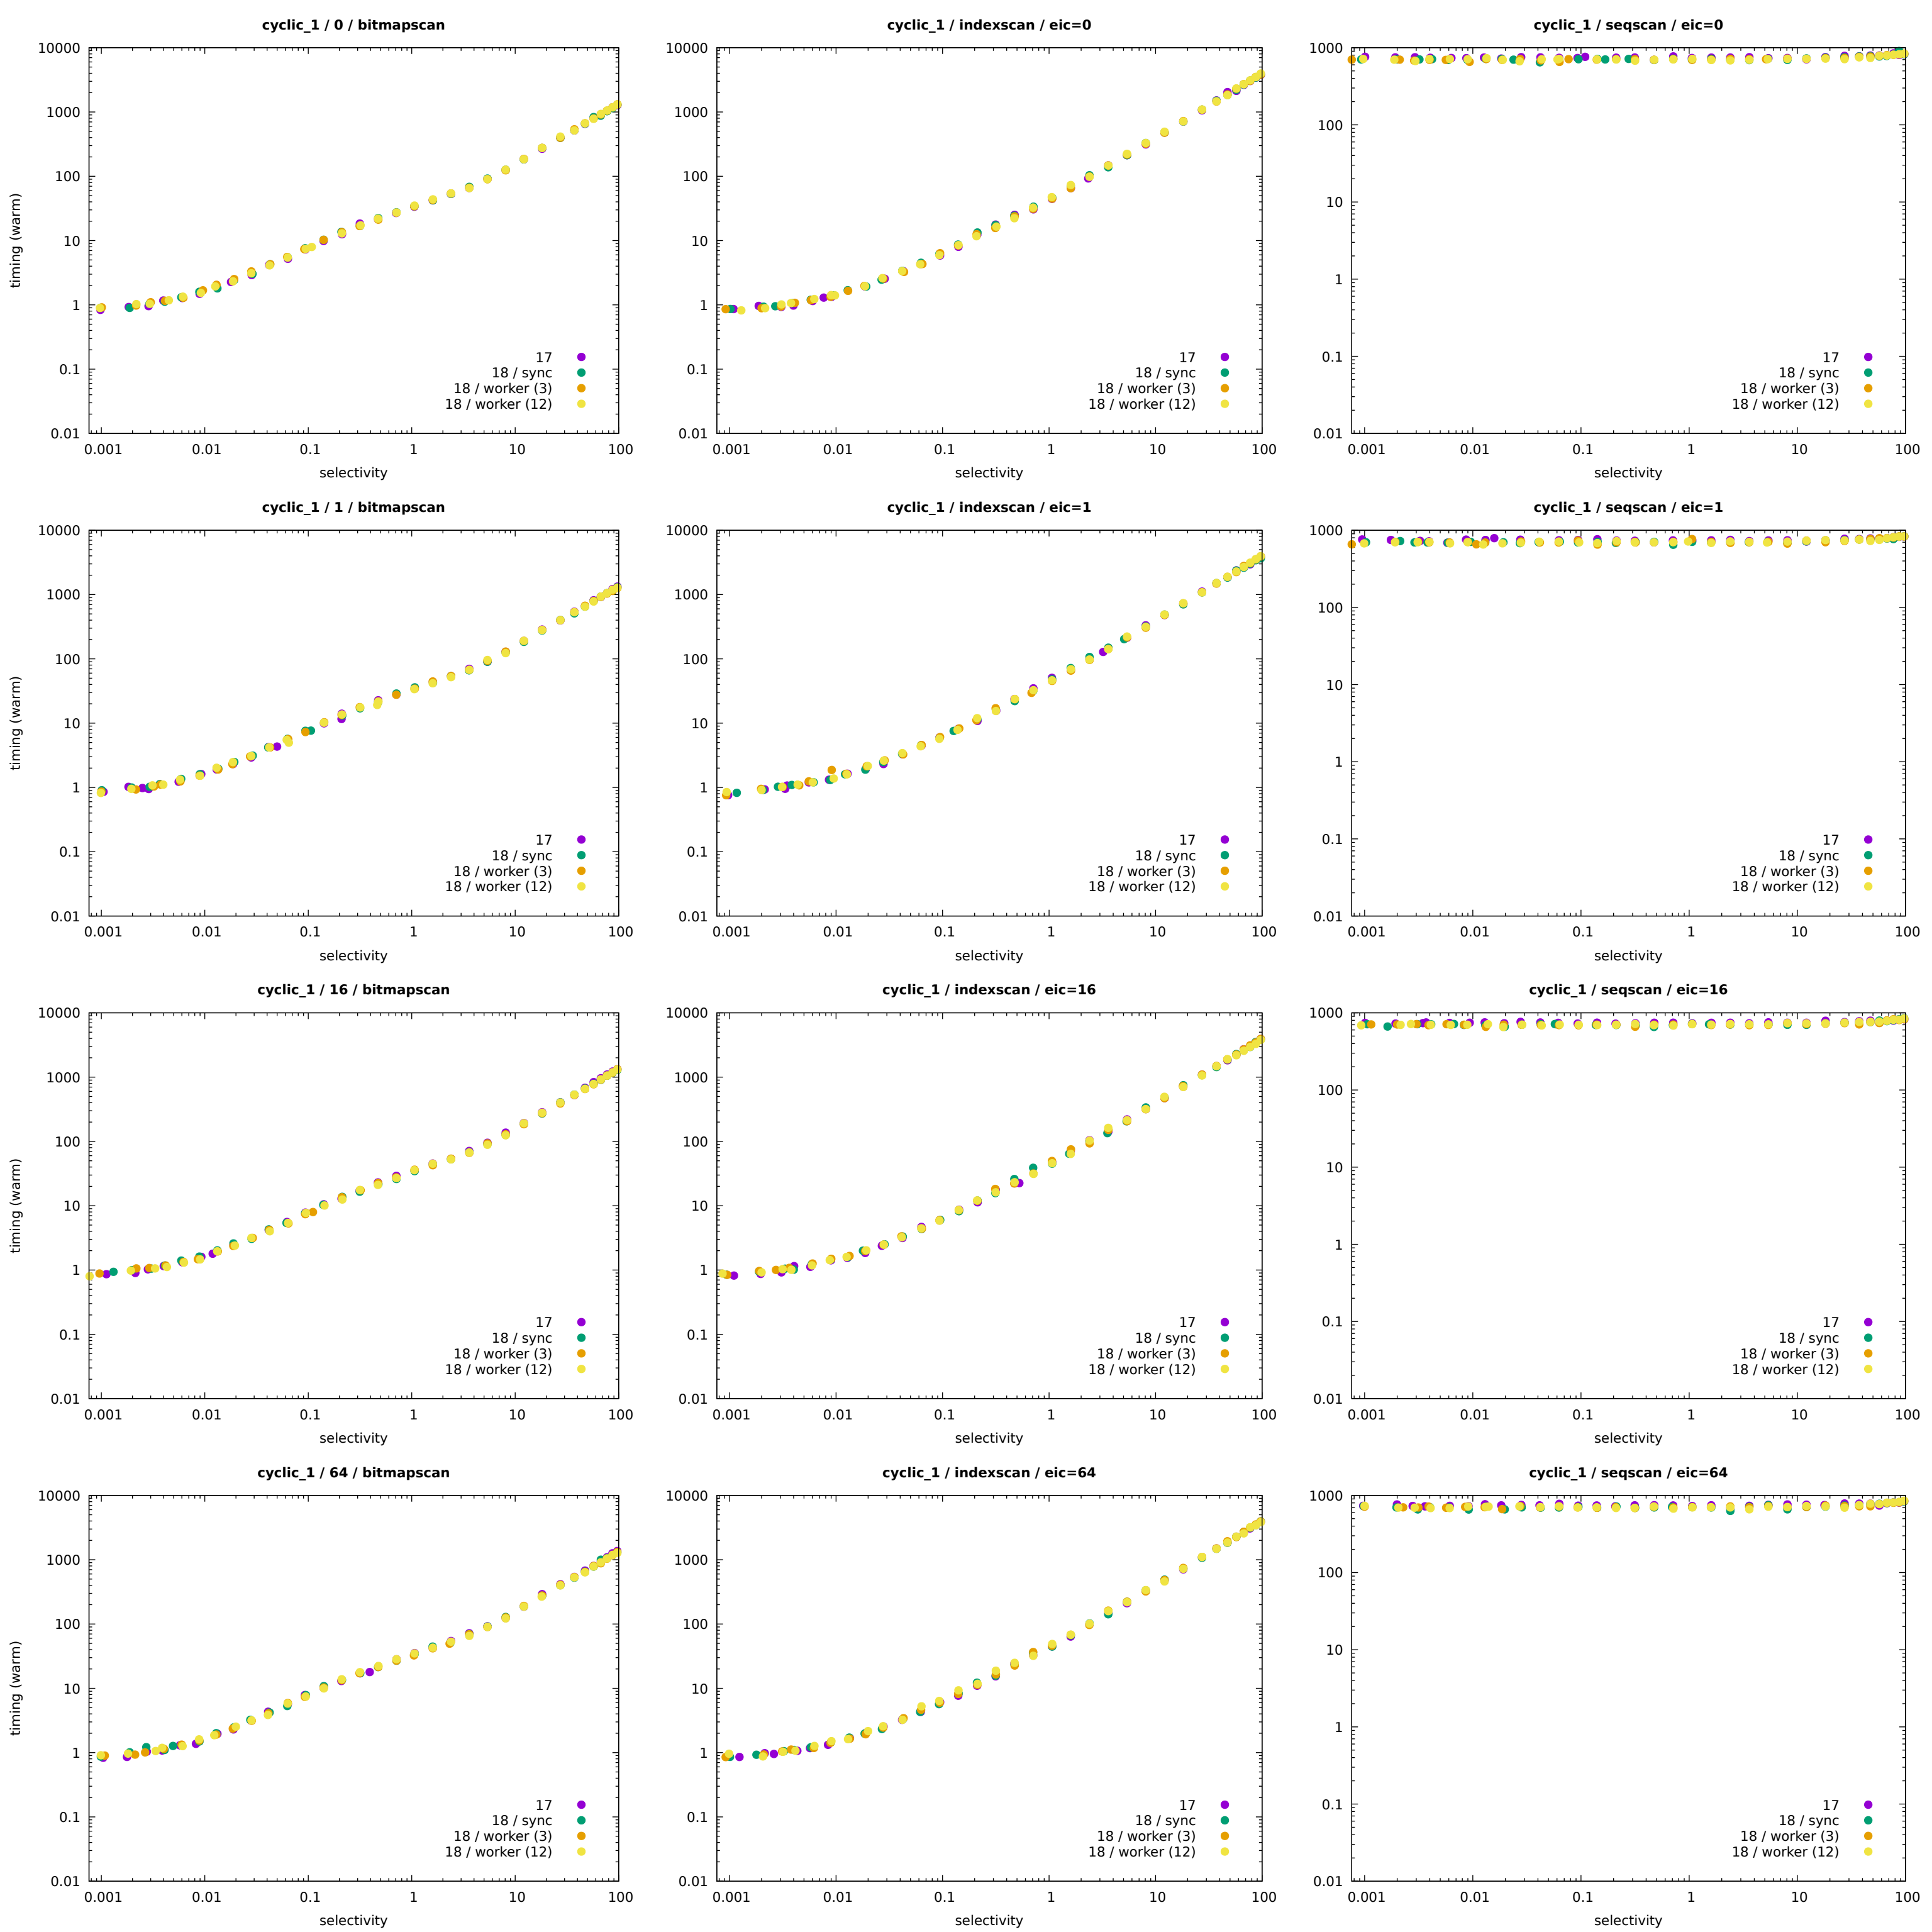 cyclic_1 / 0 / bitmapscan
timing (warm)
10000
1000
100
10
1
0.1
0.01
17
18 / sync
18 / worker (3)
18 / worker (12)
0.001 0.01 0.1 1 10 100
selectivity
cyclic_1 / indexscan / eic=0
10000
1000
100
10
1
0.1
0.01
17
18 / sync
18 / worker (3)
18 / worker (12)
0.001 0.01 0.1 1 10 100
selectivity
cyclic_1 / seqscan / eic=0
1000
100
10
1
0.1
0.01
17
18 / sync
18 / worker (3)
18 / worker (12)
0.001 0.01 0.1 1 10 100
selectivity
cyclic_1 / 1 / bitmapscan
timing (warm)
10000
1000
100
10
1
0.1
0.01
17
18 / sync
18 / worker (3)
18 / worker (12)
0.001 0.01 0.1 1 10 100
selectivity
cyclic_1 / indexscan / eic=1
10000
1000
100
10
1
0.1
0.01
17
18 / sync
18 / worker (3)
18 / worker (12)
0.001 0.01 0.1 1 10 100
selectivity
cyclic_1 / seqscan / eic=1
1000
100
10
1
0.1
0.01
17
18 / sync
18 / worker (3)
18 / worker (12)
0.001 0.01 0.1 1 10 100
selectivity
cyclic_1 / 16 / bitmapscan
timing (warm)
10000
1000
100
10
1
0.1
0.01
17
18 / sync
18 / worker (3)
18 / worker (12)
0.001 0.01 0.1 1 10 100
selectivity
cyclic_1 / indexscan / eic=16
10000
1000
100
10
1
0.1
0.01
17
18 / sync
18 / worker (3)
18 / worker (12)
0.001 0.01 0.1 1 10 100
selectivity
cyclic_1 / seqscan / eic=16
1000
100
10
1
0.1
0.01
17
18 / sync
18 / worker (3)
18 / worker (12)
0.001 0.01 0.1 1 10 100
selectivity
cyclic_1 / 64 / bitmapscan
timing (warm)
10000
1000
100
10
1
0.1
0.01
17
18 / sync
18 / worker (3)
18 / worker (12)
0.001 0.01 0.1 1 10 100
selectivity
cyclic_1 / indexscan / eic=64
10000
1000
100
10
1
0.1
0.01
17
18 / sync
18 / worker (3)
18 / worker (12)
0.001 0.01 0.1 1 10 100
selectivity
cyclic_1 / seqscan / eic=64
1000
100
10
1
0.1
0.01
17
18 / sync
18 / worker (3)
18 / worker (12)
0.001 0.01 0.1 1 10 100
selectivity